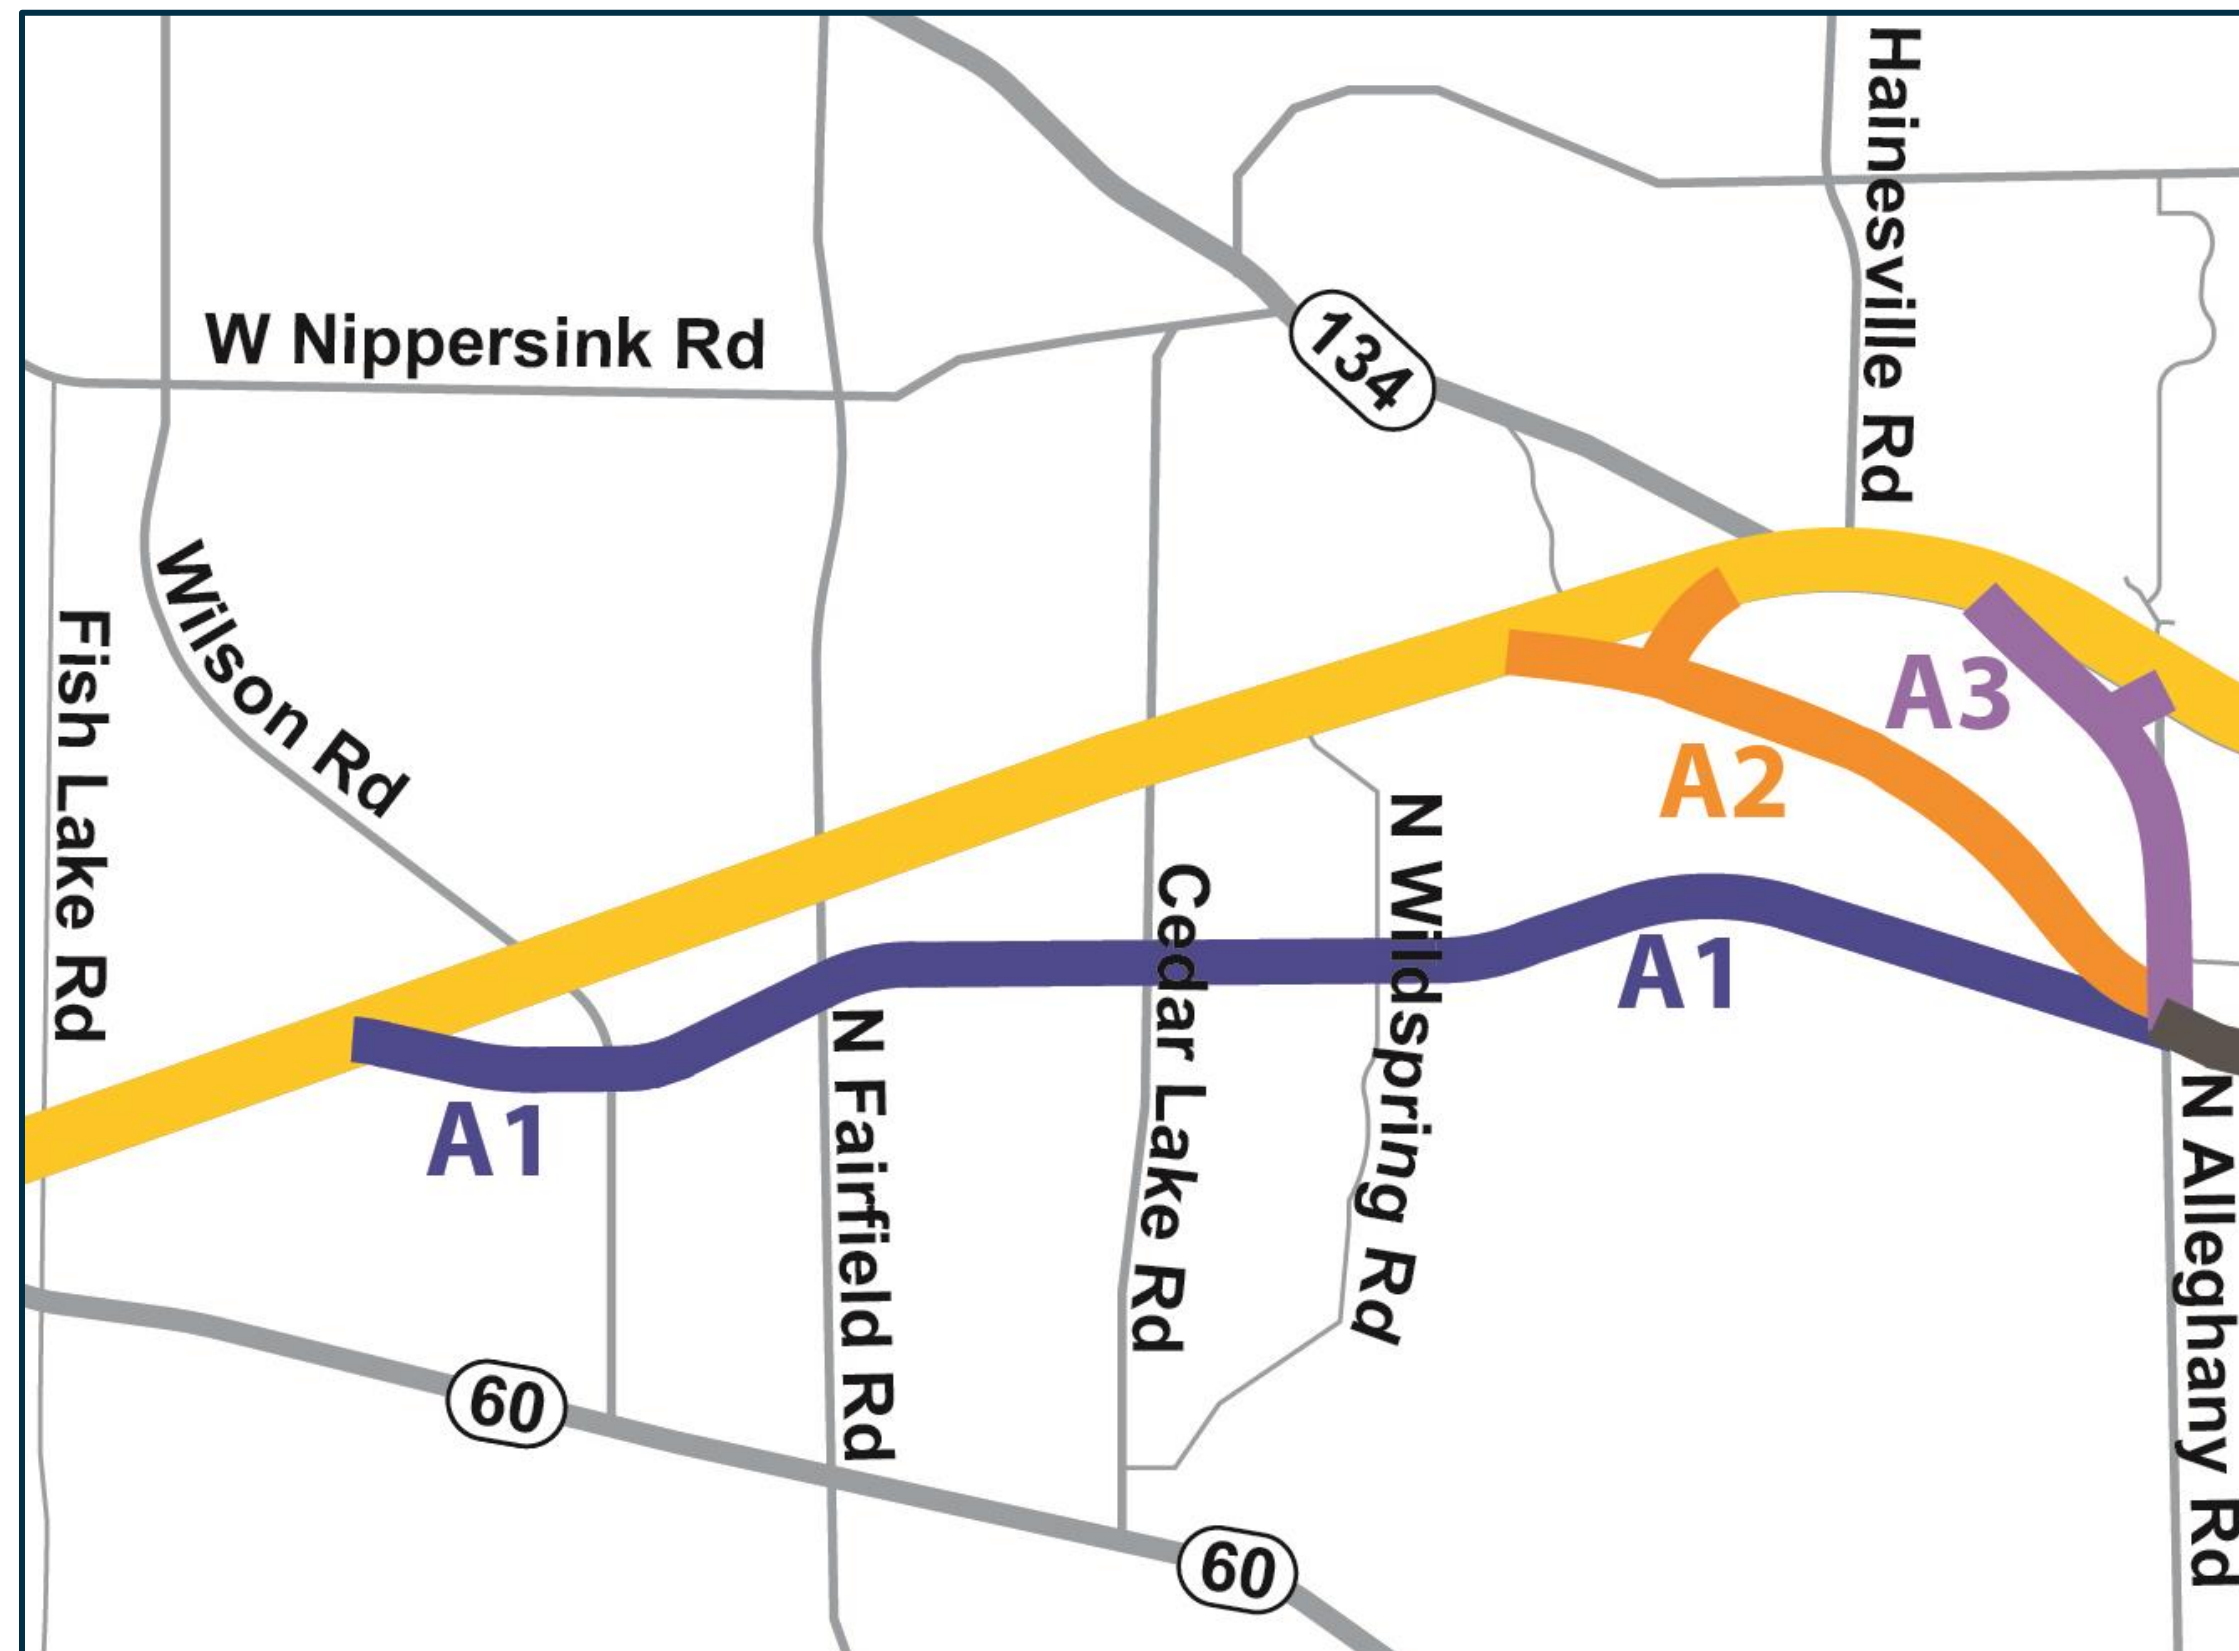 Hainesville Rd
W Nippersink Rd
134
Wilson Rd
Fish Lake Rd
A3
A2
N Wildspring Rd
Cedar Lake Rd
A1
N Fairfield Rd
A1
N Alleghany Rd
60
60